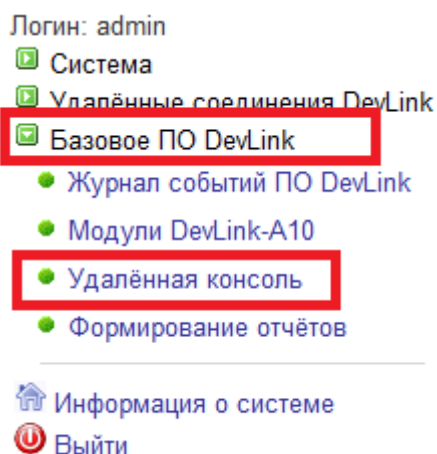 Логин: admin
Система
Удалённые соединения DevLink
Базовое ПО DevLink
Журнал событий ПО DevLink
Модули DevLink-A10
Удалённая консоль
Формирование отчётов
Информация о системе
Выйти